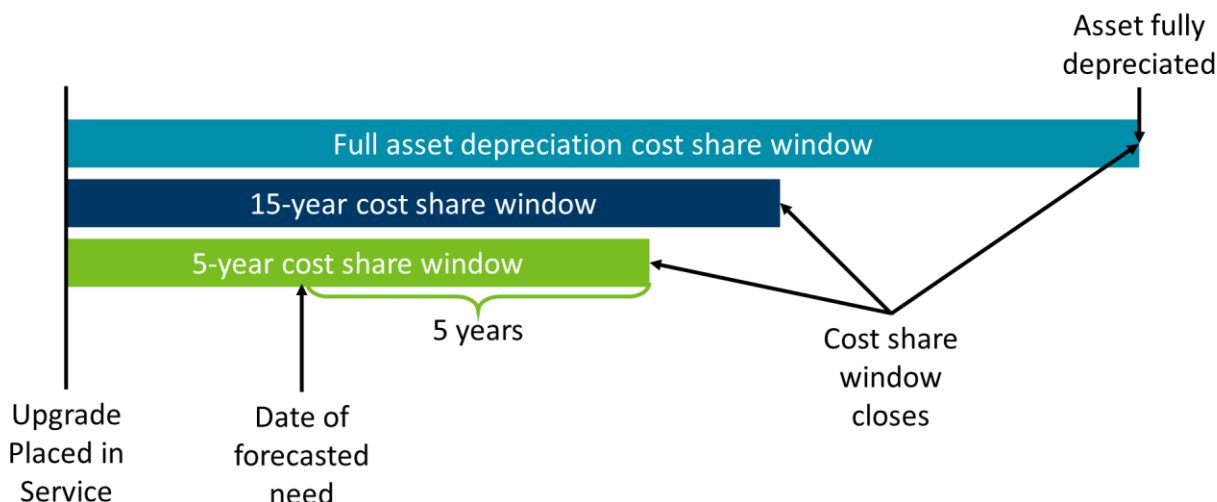 Asset fully
depreciated
Full asset depreciation cost share window
15-year cost share window
5-year cost share window
5 years
Upgrade
Placed in
Service
Date of
forecasted
need
Cost share
window
closes